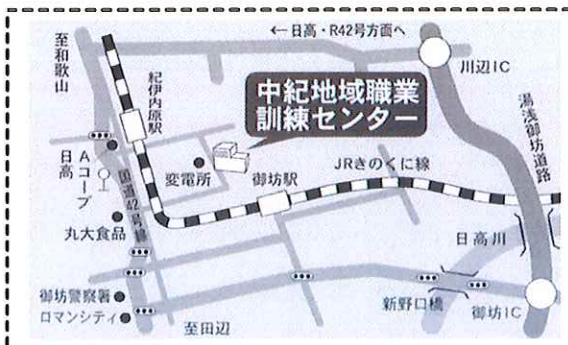 ←日高・R42号方面へ
至和歌山
川辺IC
紀伊内原駅
中紀地域職業
訓練センター
湯浅御坊道路
Aコープ
日高
変電所
御坊駅
JRきのくに線
国道42号線
丸大食品
日高川
御坊警察署
ロマンシティ
至田辺
新野口橋
御坊IC